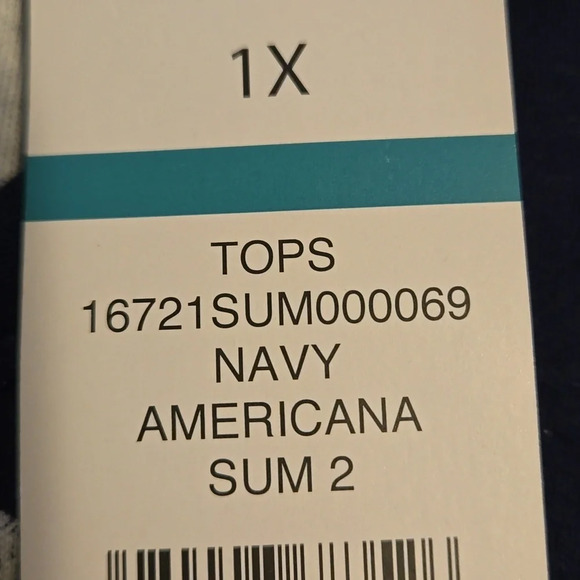 1X
TOPS
16721SUM000069
NAVY
AMERICANA
SUM 2